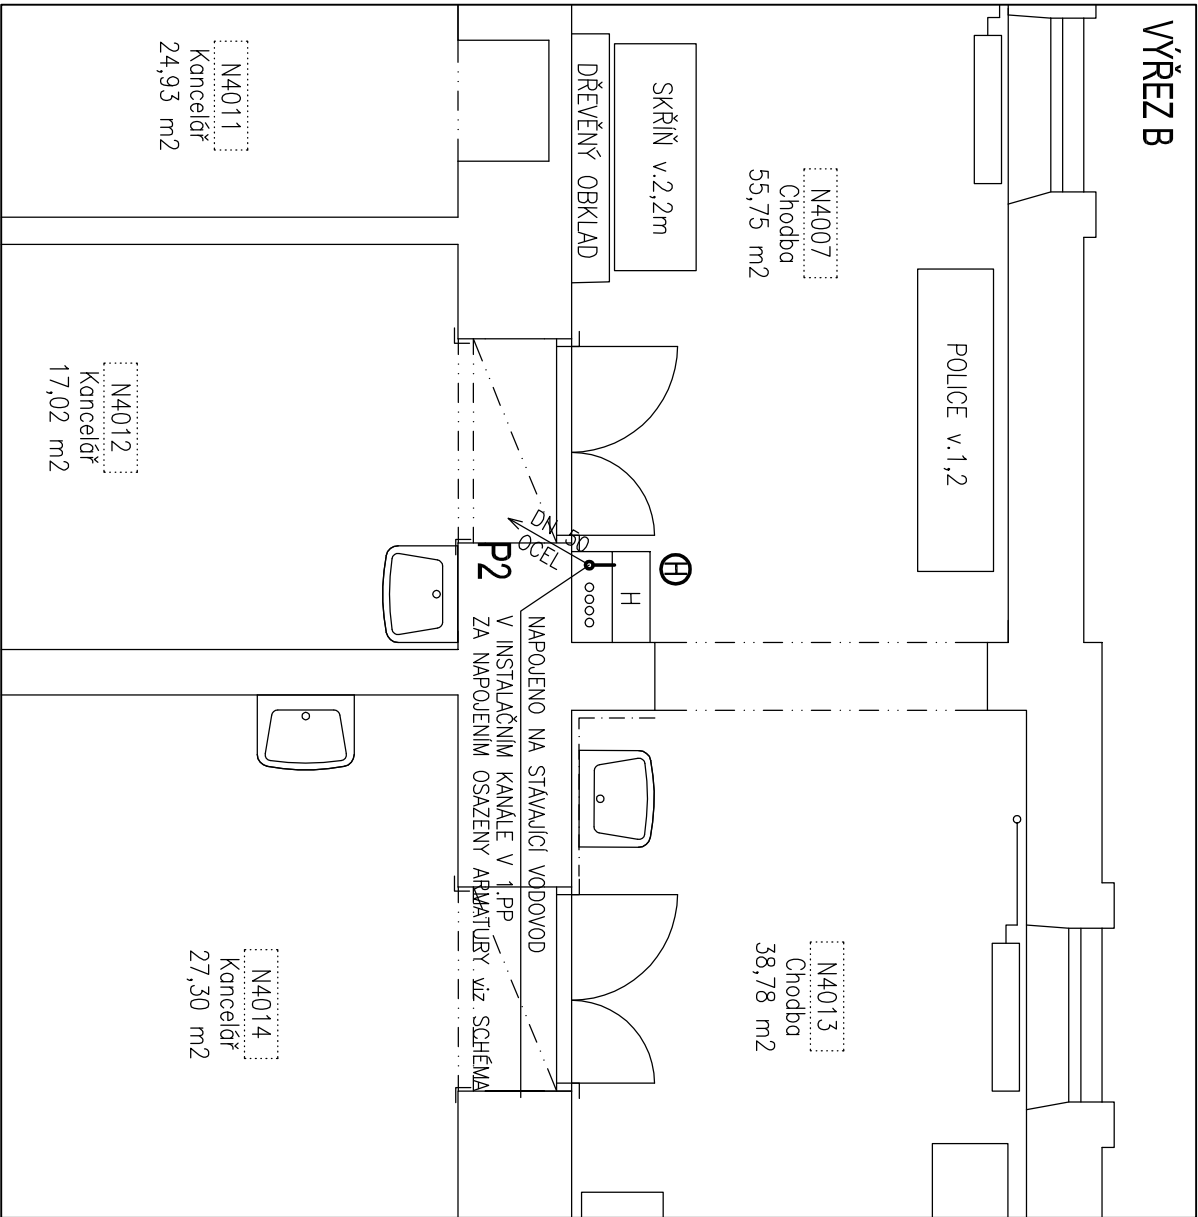 VÝŘEZ B
N4007
Chodba
55,75 m2
POLICE v.1,2
SKŘÍŇ v.2,2m
DŘEVĚNÝ OBKLAD
N4011
Kancelář
24,93 m2
N4012
Kancelář
17,02 m2
H
H
DN 50
OCEL
P2
NAPOJENO NA STÁVAJÍCÍ VODOVOD
V INSTALAČNÍM KANÁLE V 1.PP
ZA NAPOJENÍM OSAZENY ARMATURY viz SCHÉMA
N4013
Chodba
38,78 m2
N4014
Kancelář
27,30 m2